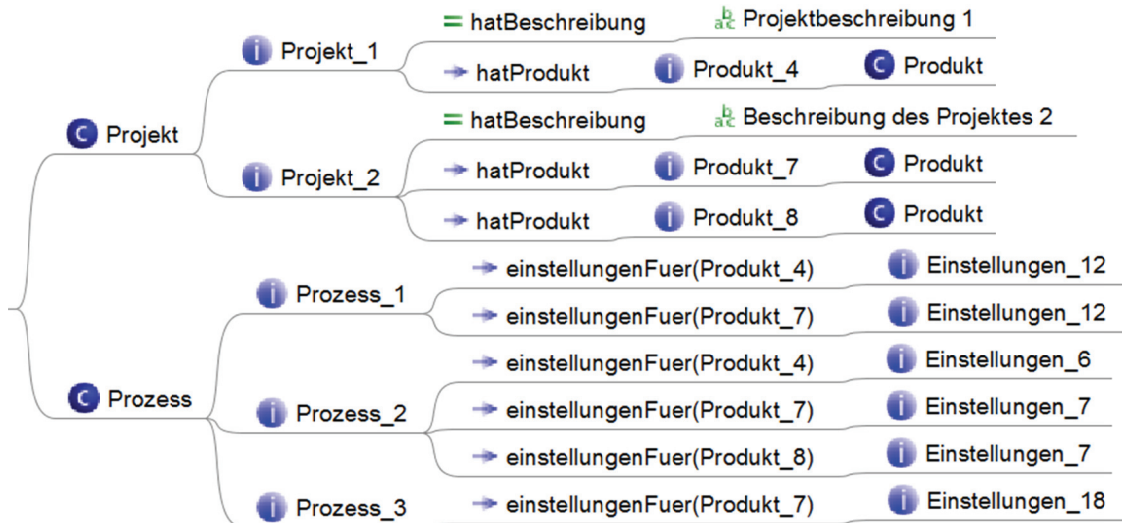 = hatBeschreibung Projektbeschreibung 1
Projekt_1
hatProdukt Produkt_4 Produkt
Projekt
= hatBeschreibung Beschreibung des Projektes 2
Projekt_2
hatProdukt Produkt_7 Produkt
hatProdukt Produkt_8 Produkt
einstellungenFuer(Produkt_4) Einstellungen_12
Prozess_1
einstellungenFuer(Produkt_7) Einstellungen_12
einstellungenFuer(Produkt_4) Einstellungen_6
Prozess
Prozess_2
einstellungenFuer(Produkt_7) Einstellungen_7
einstellungenFuer(Produkt_8) Einstellungen_7
Prozess_3
einstellungenFuer(Produkt_7) Einstellungen_18